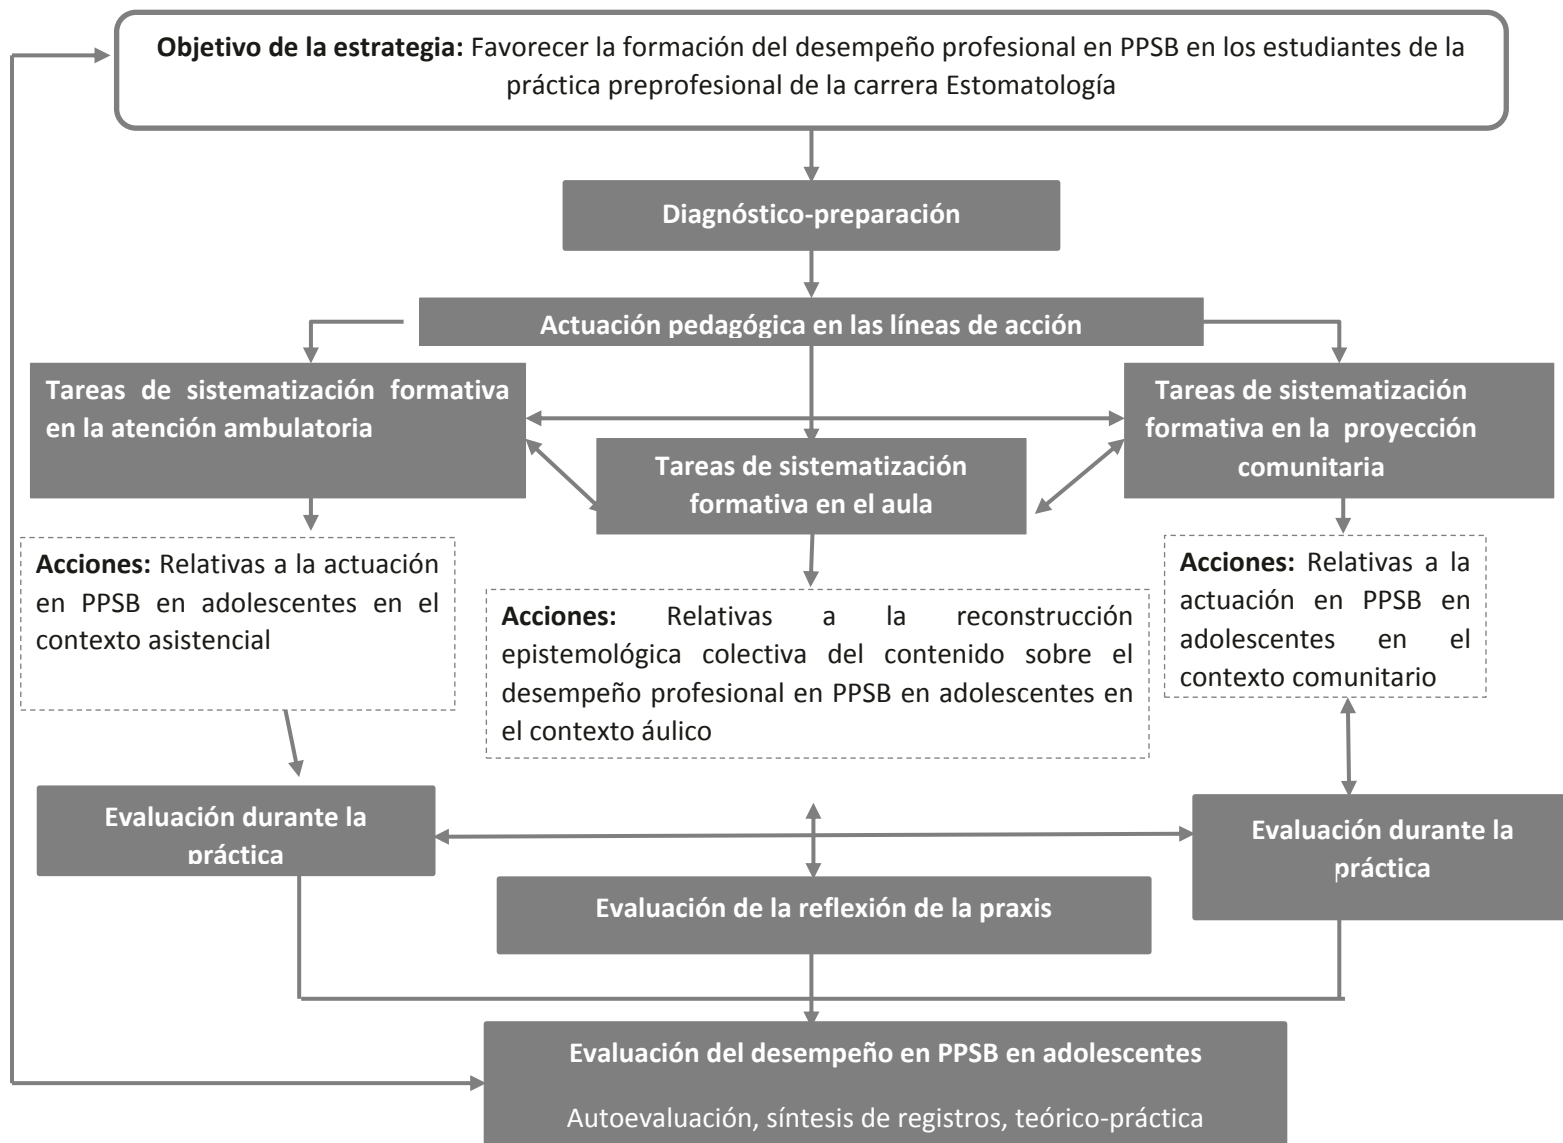 Objetivo de la estrategia: Favorecer la formación del desempeño profesional en PPSB en los estudiantes de la
práctica preprofesional de la carrera Estomatología
Diagnóstico-preparación
Actuación pedagógica en las líneas de acción
Tareas de sistematización formativa
en la atención ambulatoria
Tareas de sistematización
formativa en el aula
Tareas de sistematización
formativa en la proyección
comunitaria
Acciones: Relativas a la actuación
en PPSB en adolescentes en el
contexto asistencial
Acciones: Relativas a la reconstrucción
epistemológica colectiva del contenido sobre el
desempeño profesional en PPSB en adolescentes en
el contexto áulico
Acciones: Relativas a la
actuación en PPSB en
adolescentes en el
contexto comunitario
Evaluación durante la
práctica
Evaluación de la reflexión de la praxis
Evaluación durante la
práctica
Evaluación del desempeño en PPSB en adolescentes
Autoevaluación, síntesis de registros, teórico-práctica